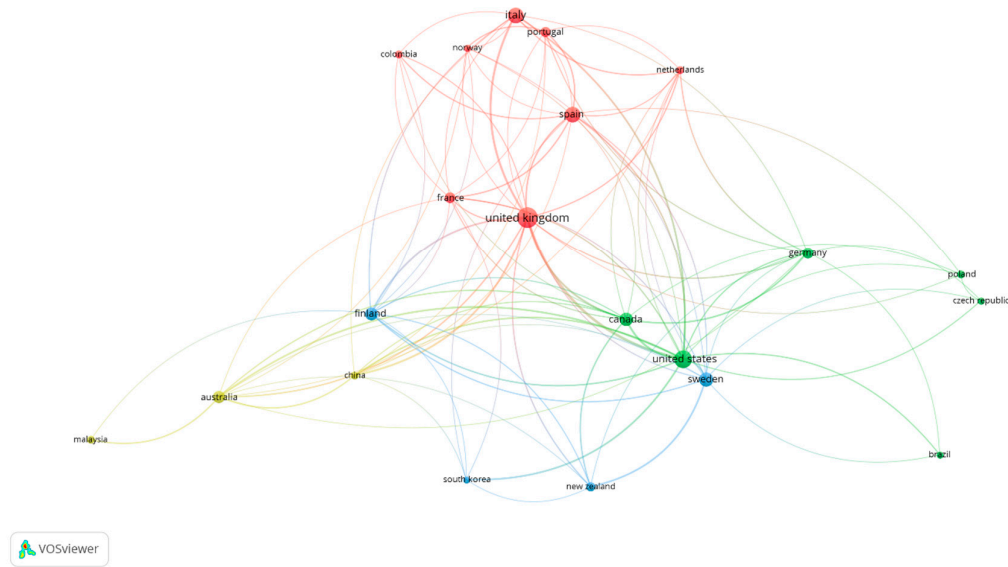 italy
portugal
norway
colombia
netherlands
spain
france
united kingdom
germany
poland
czech republic
finland
canada
united states
sweden
china
australia
malaysia
brazil
south korea
new zealand
VOSviewer